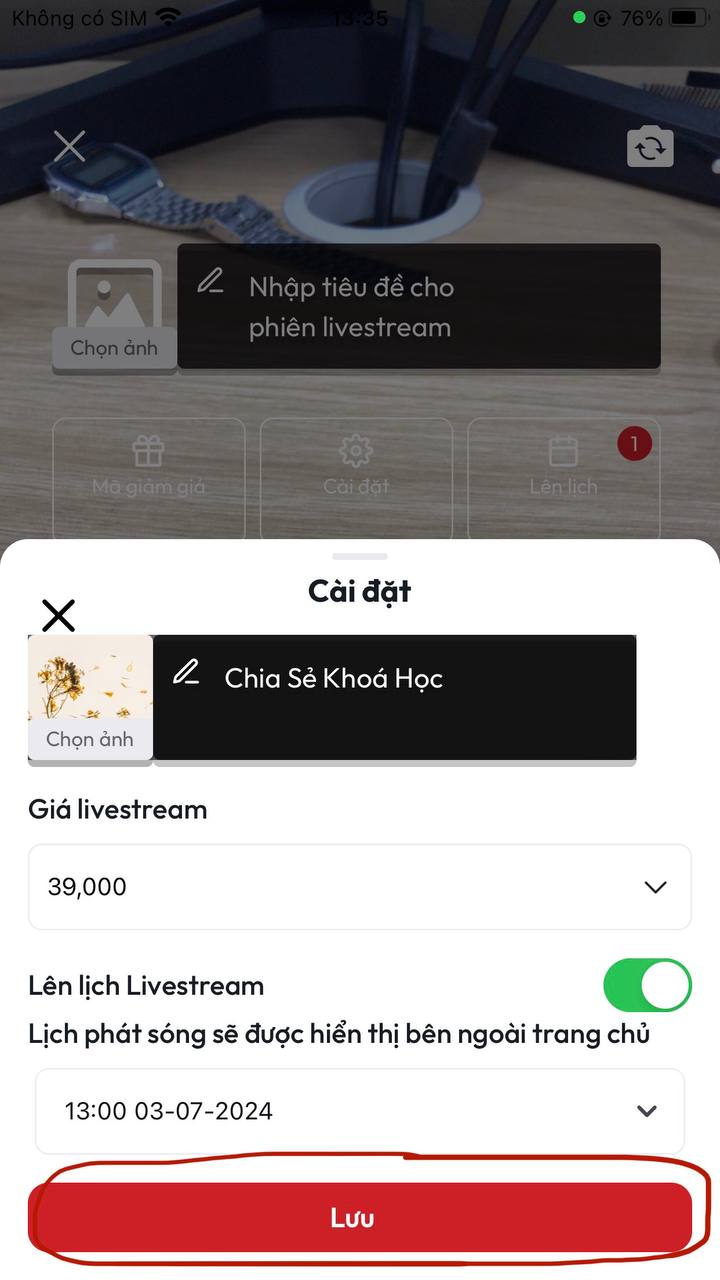 Không có SIM 13:35 76%
Nhập tiêu đề cho
phiên livestream
Chọn ảnh
1
Mã giảm giá Cài đặt Lên lịch
Cài đặt
Chia Sẻ Khoá Học
Chọn ảnh
Giá livestream
39,000
Lên lịch Livestream
Lịch phát sóng sẽ được hiển thị bên ngoài trang chủ
13:00 03-07-2024
Lưu